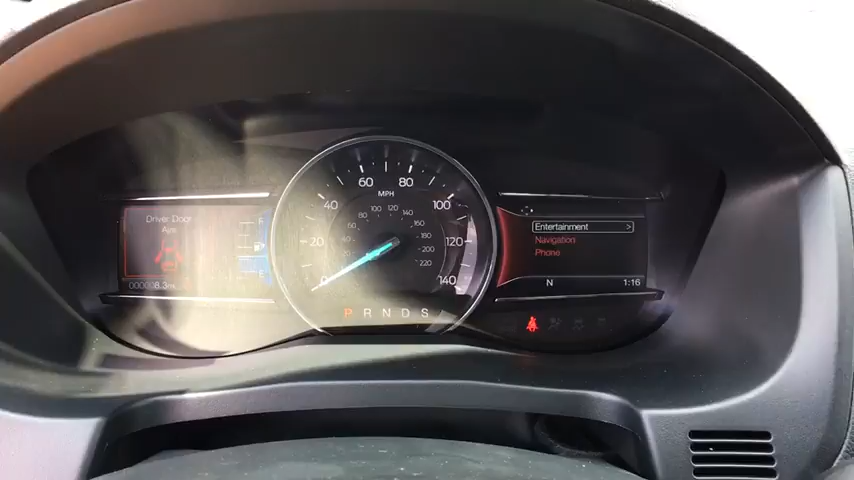 Driver Door
Ajar
000008.3mi
F
E
MPH
0 20 40 60 80 100 120 140
20 40 60 80 100 120 140 160 180 200 220
P R N D S
Entertainment >
Navigation
Phone
N 1:16